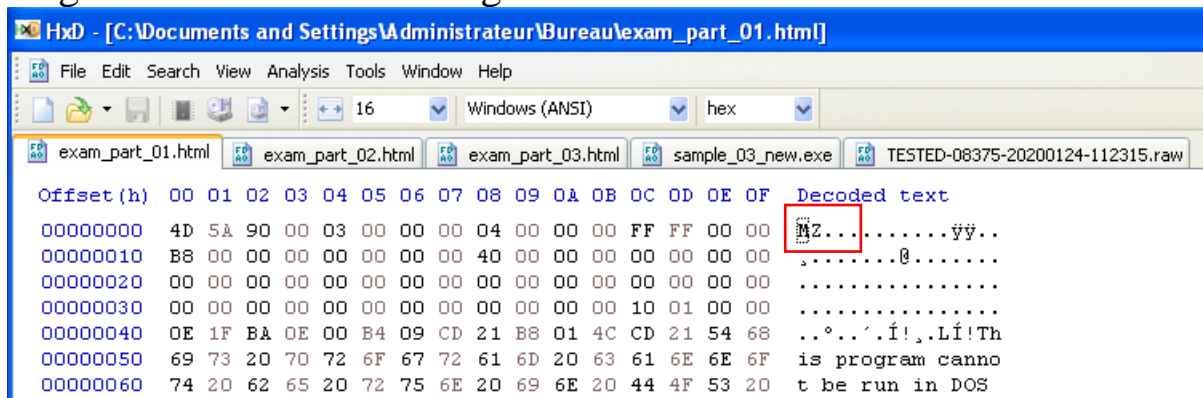 HxD - [C:\Documents and Settings\Administrateur\Bureau\exam_part_01.html]
File Edit Search View Analysis Tools Window Help
16 Windows (ANSI) hex
exam_part_01.html exam_part_02.html exam_part_03.html sample_03_new.exe TESTED-08375-20200124-112315.raw
Offset(h) 00 01 02 03 04 05 06 07 08 09 0A 0B 0C 0D 0E 0F Decoded text
00000000 4D 5A 90 00 03 00 00 00 04 00 00 00 FF FF 00 00 MZ..........ÿÿ..
00000010 B8 00 00 00 00 00 00 00 40 00 00 00 00 00 00 00 ¸.......@.......
00000020 00 00 00 00 00 00 00 00 00 00 00 00 00 00 00 00 ................
00000030 00 00 00 00 00 00 00 00 00 00 00 00 10 01 00 00 ................
00000040 0E 1F BA 0E 00 B4 09 CD 21 B8 01 4C CD 21 54 68 ..º..´.Í!¸.LÍ!Th
00000050 69 73 20 70 72 6F 67 72 61 6D 20 63 61 6E 6E 6F is program canno
00000060 74 20 62 65 20 72 75 6E 20 69 6E 20 44 4F 53 20 t be run in DOS